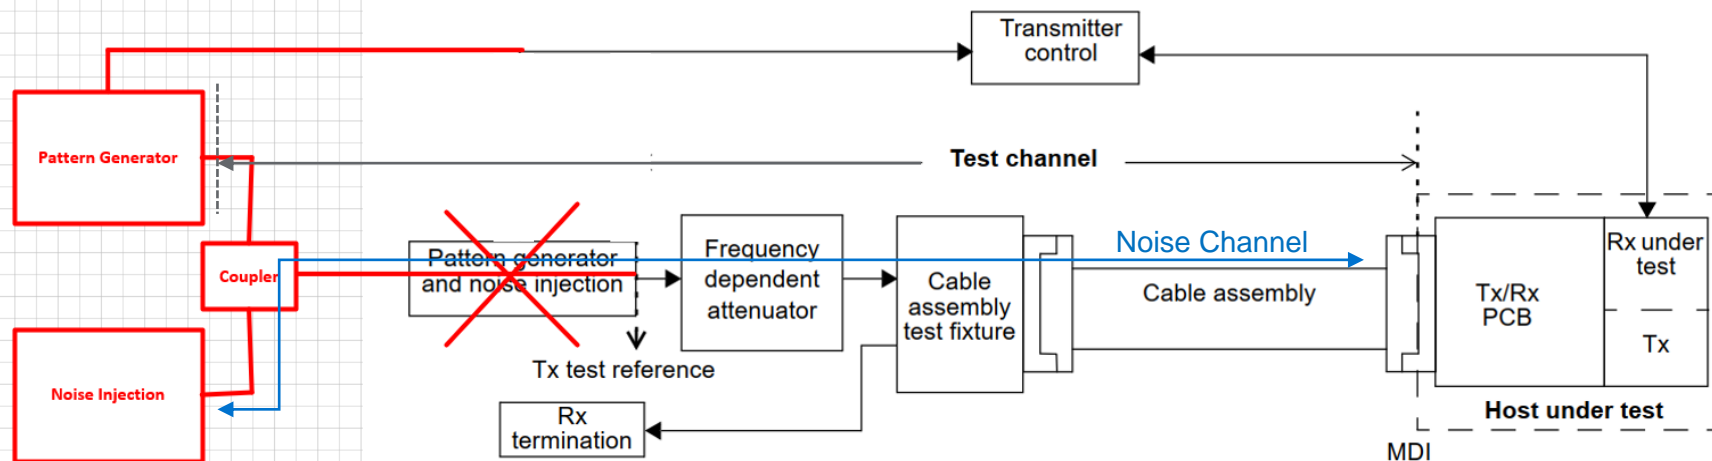 Transmitter
control
Pattern Generator
Test channel
Noise Channel
Pattern generator
and noise injection
Coupler
Frequency
dependent
attenuator
Cable
assembly
test fixture
Cable assembly
Tx/Rx
PCB
Rx under
test
Tx
Tx test reference
Noise Injection
Rx
termination
Host under test
MDI